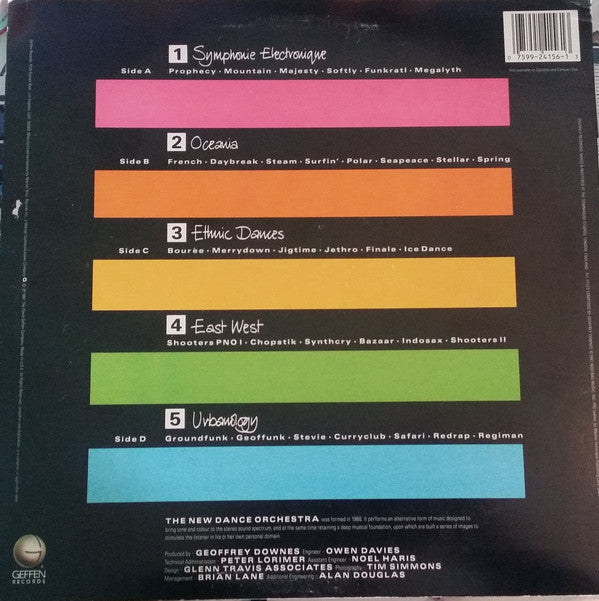 1 Symphonie Electronique
Side A Prophecy · Mountain · Majesty · Softly · Funkratl · Megalyth
0 7599-24156-1 3
2 Oceania
Side B French · Daybreak · Steam · Surfin' · Polar · Seapeace · Stellar · Spring
3 Ethnic Dances
Side C Bourèe · Merrydown · Jigtime · Jethro · Finale · Ice Dance
4 East West
Shooters PNO I · Chopstik · Synthcry · Bazaar · Indosax · Shooters II
5 Urbanology
Side D Groundfunk · Geoffunk · Stevie · Curryclub · Safari · Redrap · Regiman
THE NEW DANCE ORCHESTRA was formed in 1986. It performs an alternative form of music designed to
bring tone and colour to the stereo sound spectrum, and at the same time retaining a deep musical foundation, upon which are built a series of images to
stimulate the listener in his or her own personal domain.
Produced by GEOFFREY DOWNES Engineer OWEN DAVIES
Technical Administration PETER LORIMER Assistant Engineer NOEL HARIS
Design GLENN TRAVIS ASSOCIATES Photography TIM SIMMONS
Management BRIAN LANE Additional Engineering ALAN DOUGLAS
GEFFEN
RECORDS